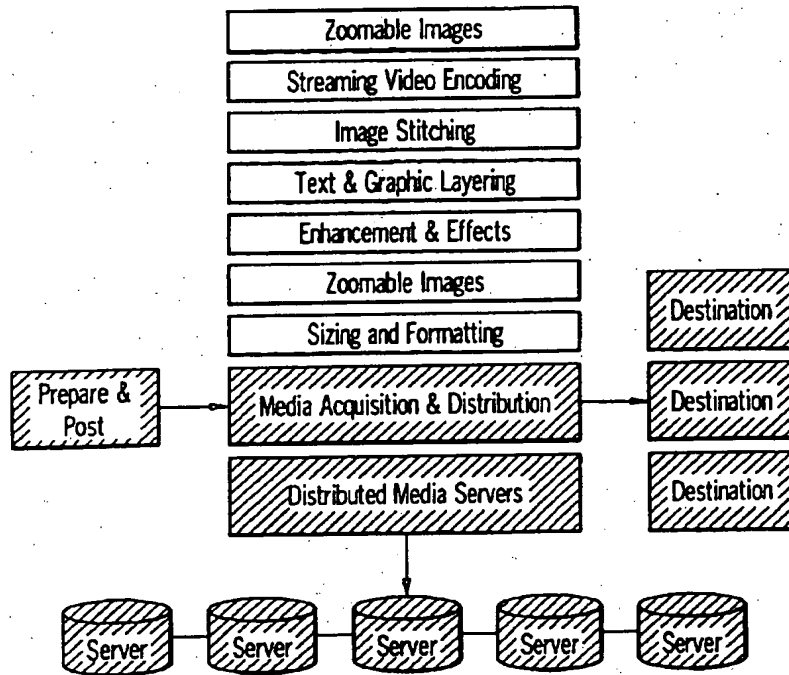 Zoomable Images
Streaming Video Encoding
Image Stitching
Text & Graphic Layering
Enhancement & Effects
Zoomable Images
Sizing and Formatting
Destination
Prepare &
Post
Media Acquisition & Distribution
Destination
Distributed Media Servers
Destination
Server
Server
Server
Server
Server